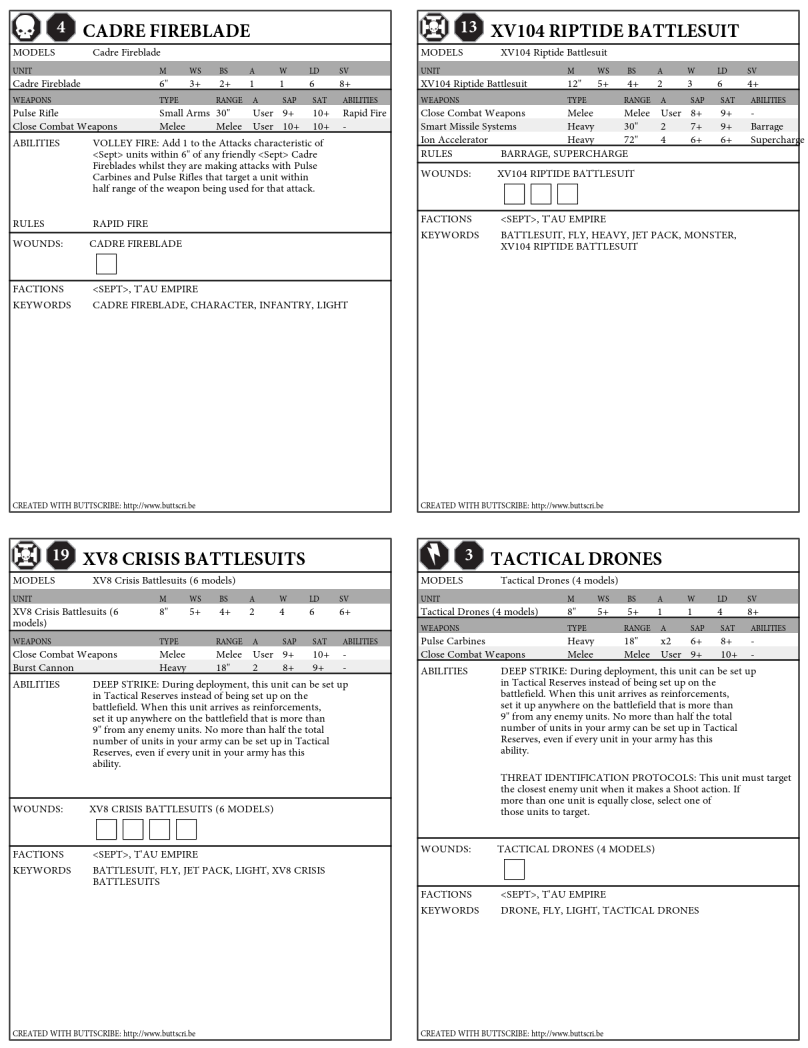 4 CADRE FIREBLADE
MODELS Cadre Fireblade
UNIT M WS BS A W LD SV
Cadre Fireblade 6" 3+ 2+ 1 1 6 8+
WEAPONS TYPE RANGE A SAP SAT ABILITIES
Pulse Rifle Small Arms 30" User 9+ 10+ Rapid Fire
Close Combat Weapons Melee Melee User 10+ 10+ -
ABILITIES VOLLEY FIRE: Add 1 to the Attacks characteristic of
<Sept> units within 6" of any friendly <Sept> Cadre
Fireblades whilst they are making attacks with Pulse
Carbines and Pulse Rifles that target a unit within
half range of the weapon being used for that attack.
RULES RAPID FIRE
WOUNDS: CADRE FIREBLADE
FACTIONS <SEPT>, T'AU EMPIRE
KEYWORDS CADRE FIREBLADE, CHARACTER, INFANTRY, LIGHT
CREATED WITH BUTTSCRIBE: http://www.buttscri.be
13 XV104 RIPTIDE BATTLESUIT
MODELS XV104 Riptide Battlesuit
UNIT M WS BS A W LD SV
XV104 Riptide Battlesuit 12" 5+ 4+ 2 3 6 4+
WEAPONS TYPE RANGE A SAP SAT ABILITIES
Close Combat Weapons Melee Melee User 8+ 9+ -
Smart Missile Systems Heavy 30" 2 7+ 9+ Barrage
Ion Accelerator Heavy 72" 4 6+ 6+ Supercharge
RULES BARRAGE, SUPERCHARGE
WOUNDS: XV104 RIPTIDE BATTLESUIT
FACTIONS <SEPT>, T'AU EMPIRE
KEYWORDS BATTLESUIT, FLY, HEAVY, JET PACK, MONSTER,
XV104 RIPTIDE BATTLESUIT
CREATED WITH BUTTSCRIBE: http://www.buttscri.be
19 XV8 CRISIS BATTLESUITS
MODELS XV8 Crisis Battlesuits (6 models)
UNIT M WS BS A W LD SV
XV8 Crisis Battlesuits (6 8" 5+ 4+ 2 4 6 6+
models)
WEAPONS TYPE RANGE A SAP SAT ABILITIES
Close Combat Weapons Melee Melee User 9+ 10+ -
Burst Cannon Heavy 18" 2 8+ 9+ -
ABILITIES DEEP STRIKE: During deployment, this unit can be set up
in Tactical Reserves instead of being set up on the
battlefield. When this unit arrives as reinforcements,
set it up anywhere on the battlefield that is more than
9" from any enemy units. No more than half the total
number of units in your army can be set up in Tactical
Reserves, even if every unit in your army has this
ability.
WOUNDS: XV8 CRISIS BATTLESUITS (6 MODELS)
FACTIONS <SEPT>, T'AU EMPIRE
KEYWORDS BATTLESUIT, FLY, JET PACK, LIGHT, XV8 CRISIS
BATTLESUITS
CREATED WITH BUTTSCRIBE: http://www.buttscri.be
3 TACTICAL DRONES
MODELS Tactical Drones (4 models)
UNIT M WS BS A W LD SV
Tactical Drones (4 models) 8" 5+ 5+ 1 1 4 8+
WEAPONS TYPE RANGE A SAP SAT ABILITIES
Pulse Carbines Heavy 18" x2 6+ 8+ -
Close Combat Weapons Melee Melee User 9+ 10+ -
ABILITIES DEEP STRIKE: During deployment, this unit can be set up
in Tactical Reserves instead of being set up on the
battlefield. When this unit arrives as reinforcements,
set it up anywhere on the battlefield that is more than
9" from any enemy units. No more than half the total
number of units in your army can be set up in Tactical
Reserves, even if every unit in your army has this
ability.
THREAT IDENTIFICATION PROTOCOLS: This unit must target
the closest enemy unit when it makes a Shoot action. If
more than one unit is equally close, select one of
those units to target.
WOUNDS: TACTICAL DRONES (4 MODELS)
FACTIONS <SEPT>, T'AU EMPIRE
KEYWORDS DRONE, FLY, LIGHT, TACTICAL DRONES
CREATED WITH BUTTSCRIBE: http://www.buttscri.be